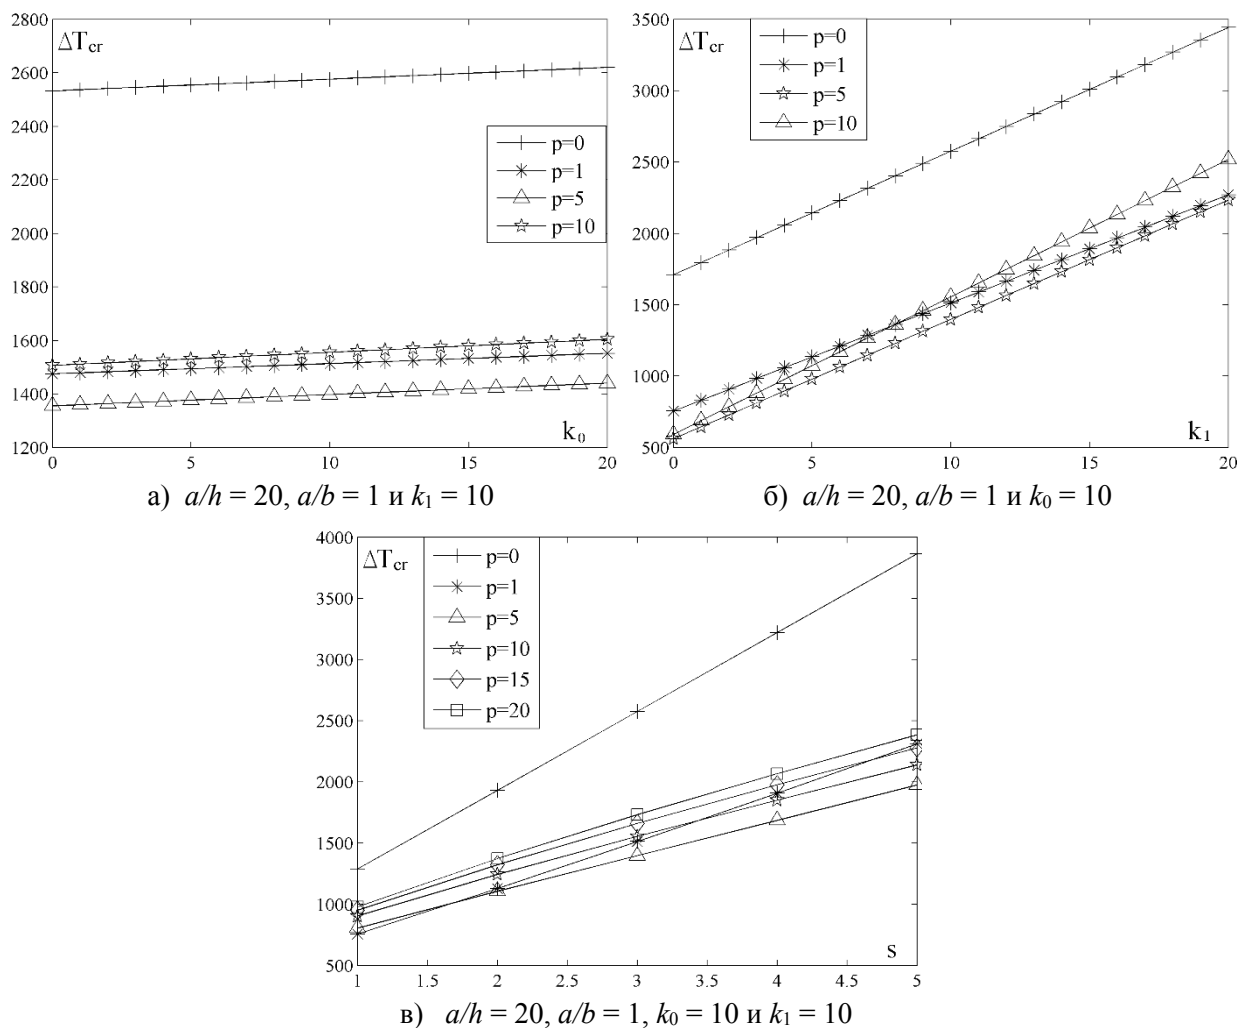 2800
ΔTcr
2600
2400
2200
2000
1800
1600
1400
1200
0 5 10 15 20
k0
p=0
p=1
p=5
p=10
а) a/h = 20, a/b = 1 и k1 = 10
3500
ΔTcr
3000
2500
2000
1500
1000
500
0 5 10 15 20
k1
p=0
p=1
p=5
p=10
б) a/h = 20, a/b = 1 и k0 = 10
4000
ΔTcr
3500
3000
2500
2000
1500
1000
500
1 1.5 2 2.5 3 3.5 4 4.5 5
s
p=0
p=1
p=5
p=10
p=15
p=20
в) a/h = 20, a/b = 1, k0 = 10 и k1 = 10